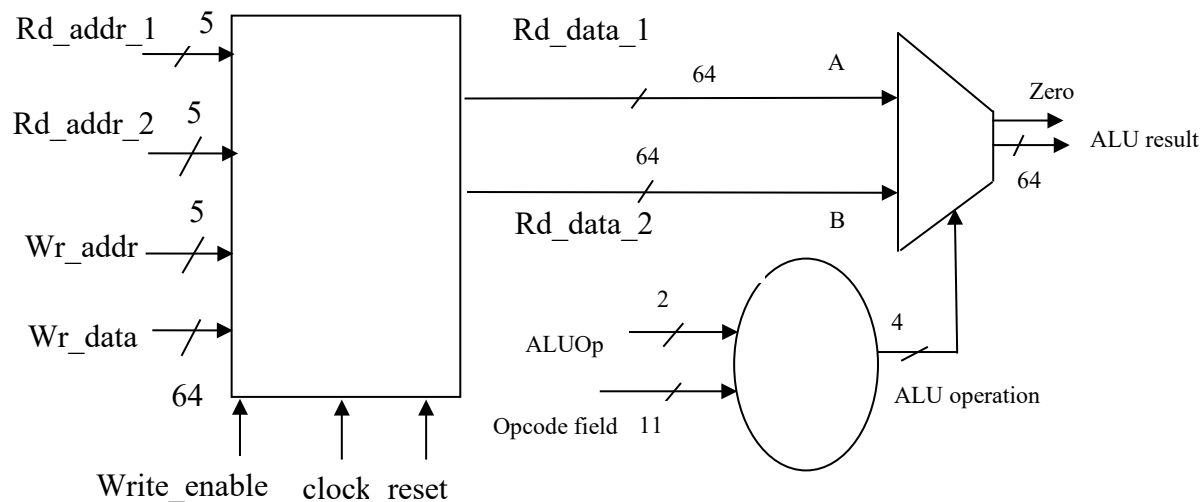 Rd_addr_1
5
Rd_data_1
64
A
Zero
ALU result
64
Rd_addr_2
5
64
Rd_data_2
B
Wr_addr
5
Wr_data
64
2
ALUOp
4
ALU operation
Opcode field
11
Write_enable
clock
reset